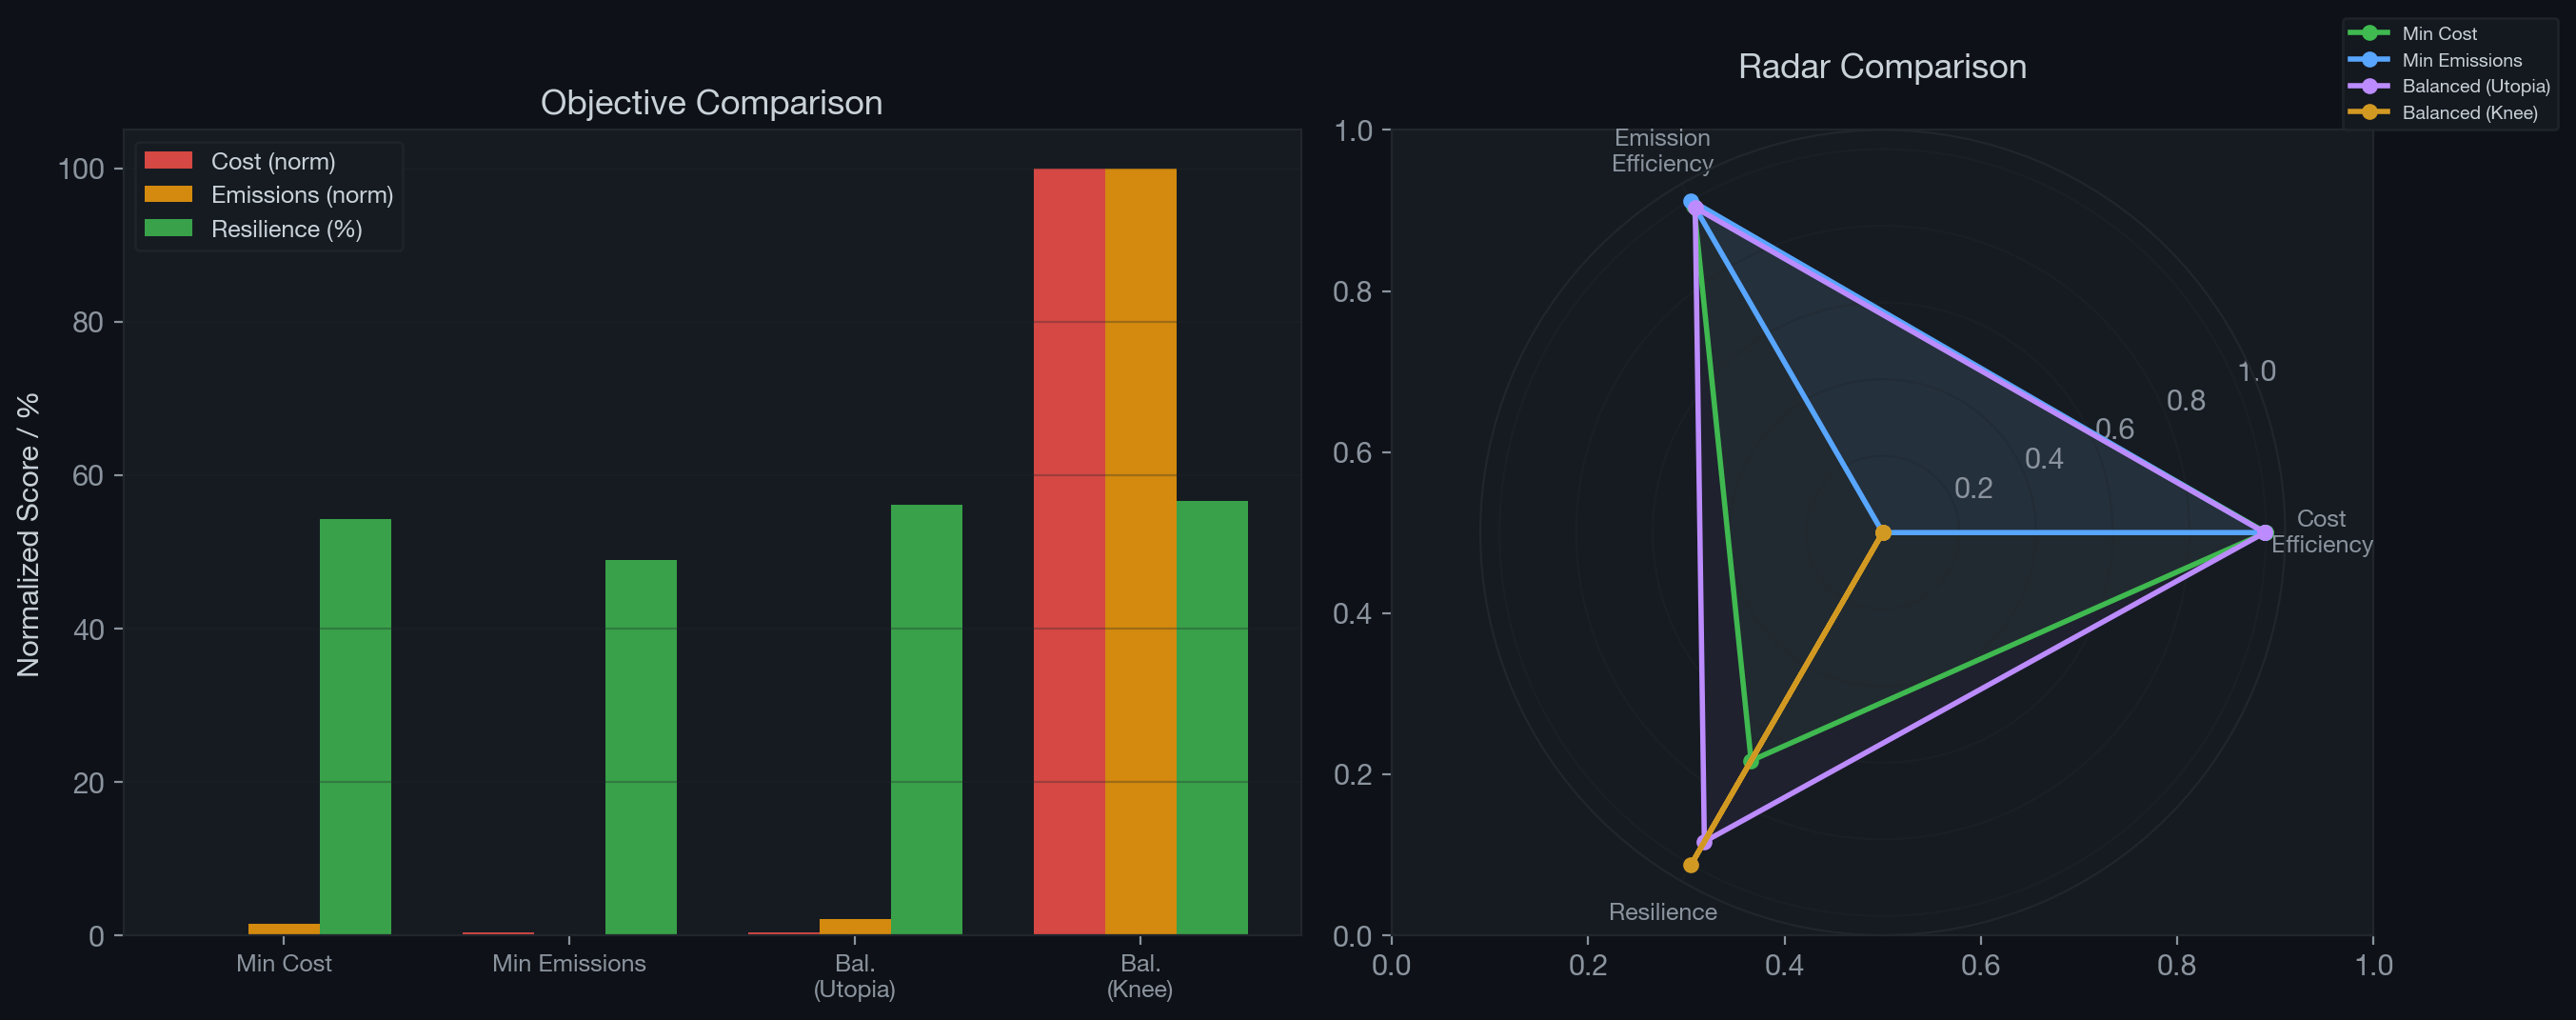 Objective Comparison
Normalized Score / %
100
80
60
40
20
0
Cost (norm)
Emissions (norm)
Resilience (%)
Min Cost
Min Emissions
Bal.
(Utopia)
Bal.
(Knee)
Radar Comparison
Min Cost
Min Emissions
Balanced (Utopia)
Balanced (Knee)
1.0
0.8
0.6
0.4
0.2
0.0
Emission
Efficiency
1.0
0.8
0.6
0.4
0.2
Cost
Efficiency
Resilience
0.0
0.2
0.4
0.6
0.8
1.0